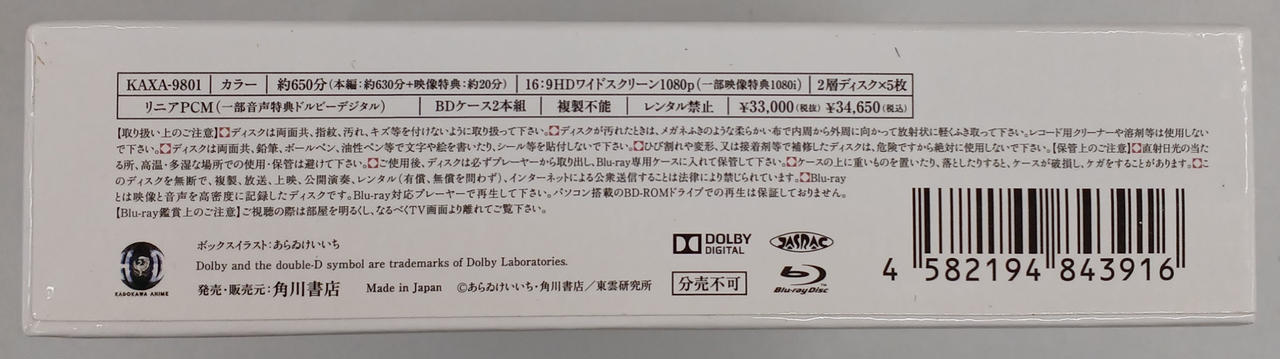 KAXA-9801 カラー 約650分(本編:約630分+映像特典:約20分) 16:9HDワイドスクリーン1080p(一部映像特典1080i) 2層ディスク×5枚
リニアPCM(一部音声特典ドルビーデジタル) BDケース2本組 複製不能 レンタル禁止 ¥33,000(税抜) ¥34,650(税込)
【取り扱い上のご注意】ディスクは両面共、指紋、汚れ、キズ等を付けないように取り扱って下さい。ディスクが汚れたときは、メガネふきのような柔らかい布で内周から外周に向かって放射状に軽くふき取って下さい。レコード用クリーナーや溶剤等は使用しない
で下さい。ディスクは両面共、鉛筆、ボールペン、油性ペン等で文字や絵を書いたり、シール等を貼付しないで下さい。ひび割れや変形、又は接着剤等で補修したディスクは、危険ですから絶対に使用しないで下さい。【保管上のご注意】直射日光の当た
る所、高温・多湿な場所での使用・保管は避けて下さい。ご使用後、ディスクは必ずプレーヤーから取り出し、Blu-ray専用ケースに入れて保管して下さい。ケースの上に重いものを置いたり、落としたりすると、ケースが破損し、ケガをすることがあります。こ
のディスクを無断で、複製、放送、上映、公開演奏、レンタル(有償、無償を問わず)、インターネットによる公衆送信することは法律により禁じられています。Blu-ray
とは映像と音声を高密度に記録したディスクです。Blu-ray対応プレーヤーで再生して下さい。パソコン搭載のBD-ROMドライブでの再生は保証しておりません。
【Blu-ray鑑賞上のご注意】ご視聴の際は部屋を明るくし、なるべくTV画面より離れてご覧下さい。
ボックスイラスト:あらゐけいいち
Dolby and the double-D symbol are trademarks of Dolby Laboratories.
KADOKAWA ANIME
発売・販売元:角川書店 Made in Japan ©あらゐけいいち・角川書店/東雲研究所
DOLBY
DIGITAL
JASRAC
分売不可
Blu-ray Disc
4 582194 843916